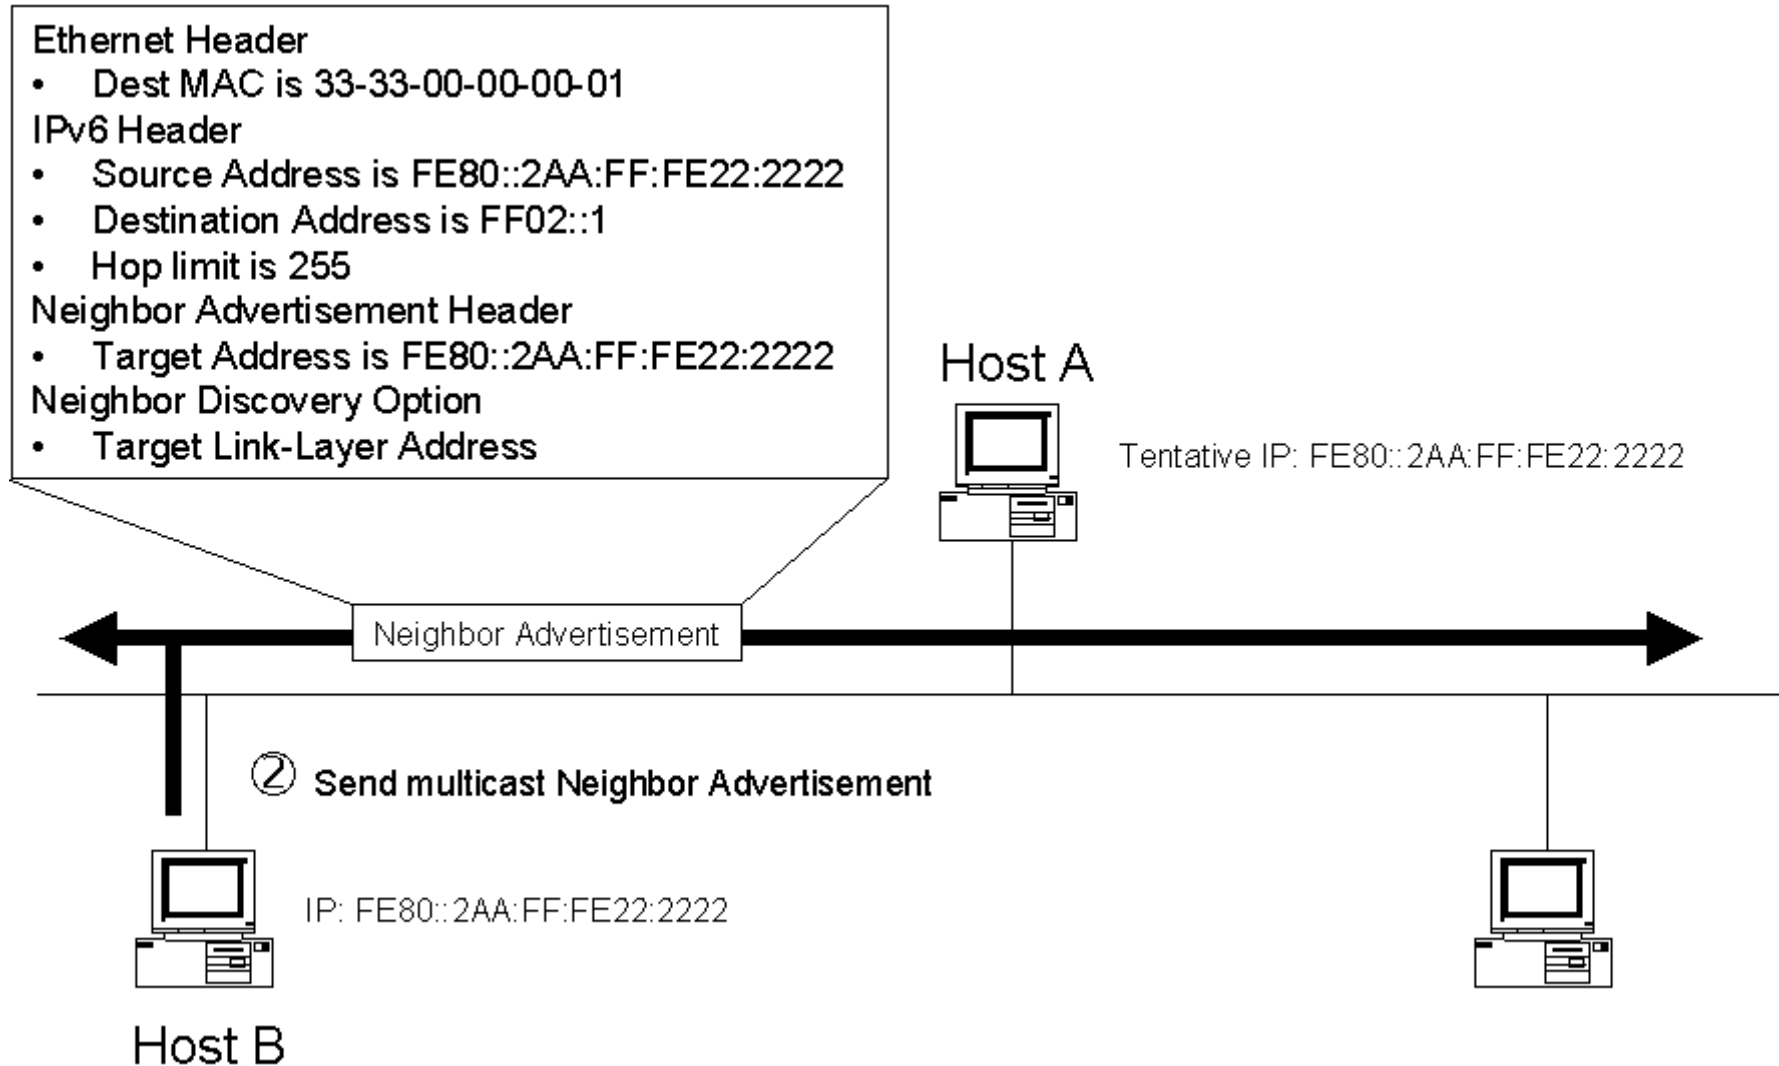 Ethernet Header
• Dest MAC is 33-33-00-00-00-01
IPv6 Header
• Source Address is FE80::2AA:FF:FE22:2222
• Destination Address is FF02::1
• Hop limit is 255
Neighbor Advertisement Header
• Target Address is FE80::2AA:FF:FE22:2222
Neighbor Discovery Option
• Target Link-Layer Address
Host A
Tentative IP: FE80::2AA:FF:FE22:2222
Neighbor Advertisement
② Send multicast Neighbor Advertisement
IP: FE80::2AA:FF:FE22:2222
Host B